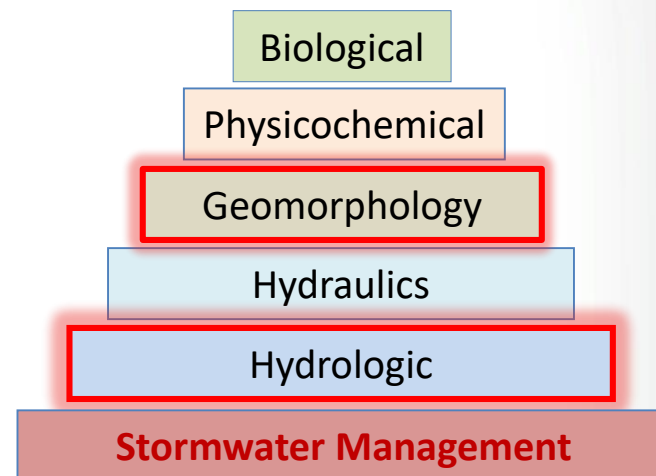 Biological
Physicochemical
Geomorphology
Hydraulics
Hydrologic
Stormwater Management